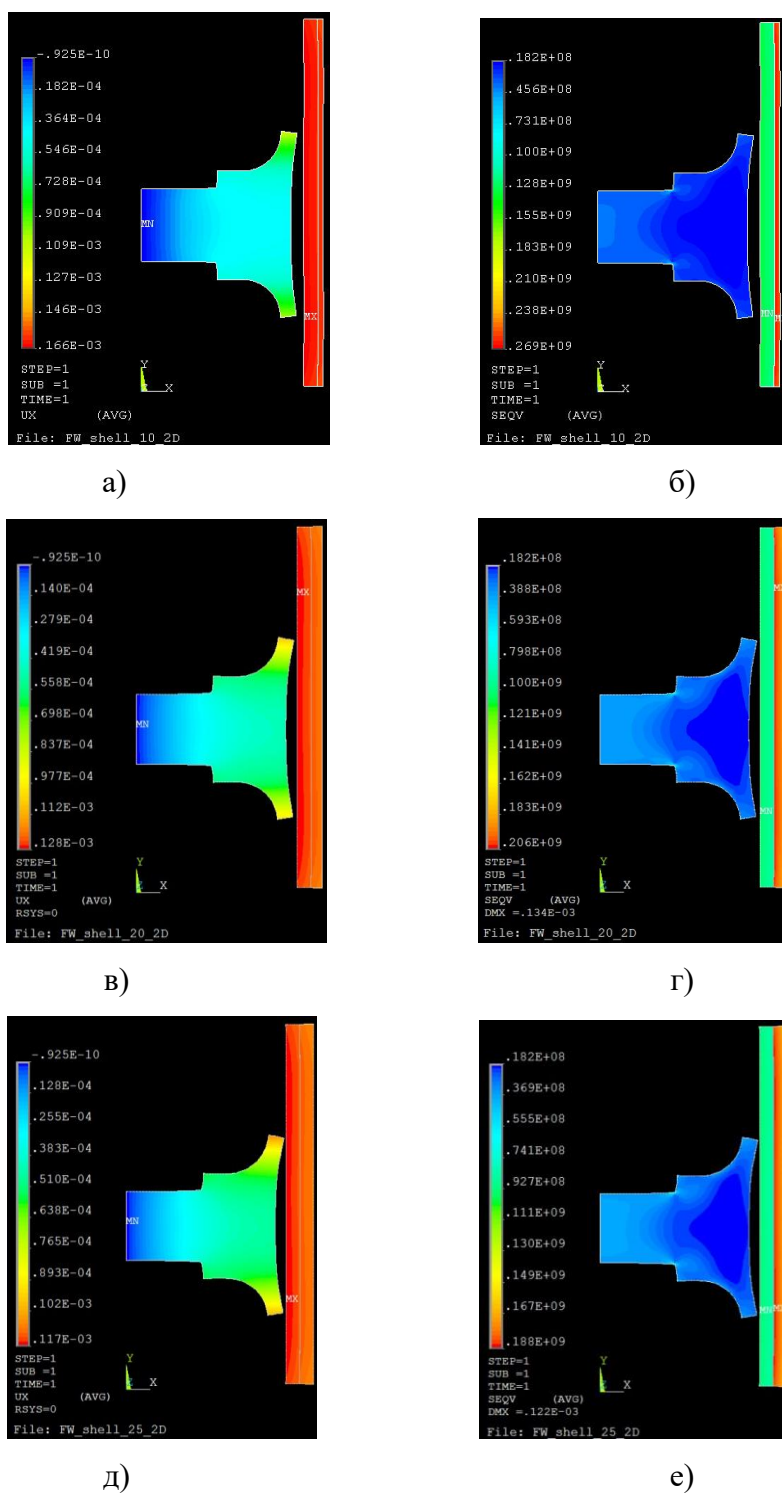 -.925E-10
.182E-04
.364E-04
.546E-04
.728E-04
.909E-04
.109E-03
.127E-03
.146E-03
.166E-03
MN
MX
STEP=1
SUB =1
TIME=1
UX (AVG)
Y
X
File: FW_shell_10_2D
а)
.182E+08
.456E+08
.731E+08
.100E+09
.128E+09
.155E+09
.183E+09
.210E+09
.238E+09
.269E+09
MN
STEP=1
SUB =1
TIME=1
SEQV (AVG)
Y
X
File: FW_shell_10_2D
б)
-.925E-10
.140E-04
.279E-04
.419E-04
.558E-04
.698E-04
.837E-04
.977E-04
.112E-03
.128E-03
MX
MN
STEP=1
SUB =1
TIME=1
UX (AVG)
RSYS=0
Y
X
File: FW_shell_20_2D
в)
.182E+08
.388E+08
.593E+08
.798E+08
.100E+09
.121E+09
.141E+09
.162E+09
.183E+09
.206E+09
MN
STEP=1
SUB =1
TIME=1
SEQV (AVG)
DMX =.134E-03
Y
X
File: FW_shell_20_2D
г)
-.925E-10
.128E-04
.255E-04
.383E-04
.510E-04
.638E-04
.765E-04
.893E-04
.102E-03
.117E-03
MN
MX
STEP=1
SUB =1
TIME=1
UX (AVG)
RSYS=0
Y
X
File: FW_shell_25_2D
д)
.182E+08
.369E+08
.555E+08
.741E+08
.927E+08
.111E+09
.130E+09
.149E+09
.167E+09
.188E+09
MN
STEP=1
SUB =1
TIME=1
SEQV (AVG)
DMX =.122E-03
Y
X
File: FW_shell_25_2D
е)